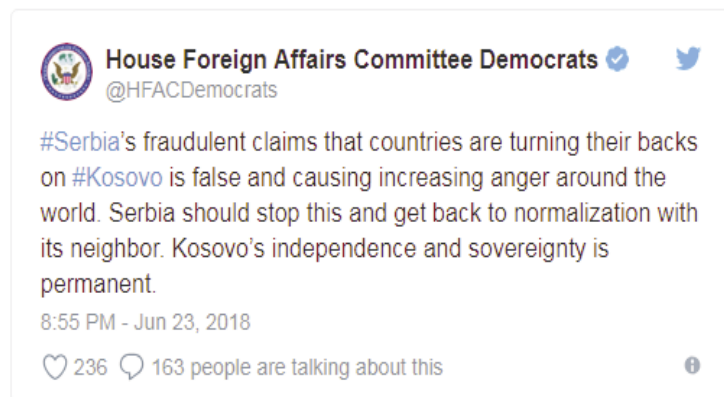 House Foreign Affairs Committee Democrats
@HFACDemocrats
#Serbia's fraudulent claims that countries are turning their backs
on #Kosovo is false and causing increasing anger around the
world. Serbia should stop this and get back to normalization with
its neighbor. Kosovo's independence and sovereignty is
permanent.
8:55 PM - Jun 23, 2018
236 163 people are talking about this